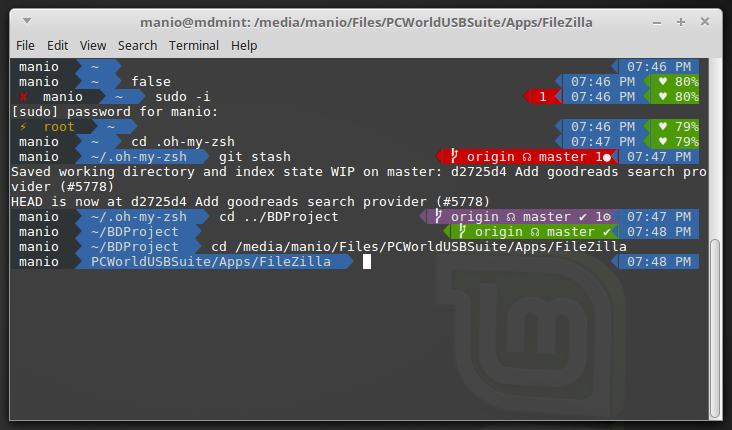 manio@mdmint: /media/manio/Files/PCWorldUSBSuite/Apps/FileZilla
File Edit View Search Terminal Help
manio ~ 07:46 PM
manio ~ false 07:46 PM ♥ 80%
✘ manio ~ sudo -i 1 07:46 PM ♥ 80%
[sudo] password for manio:
⚡ root ~ 07:46 PM ♥ 79%
manio ~ cd .oh-my-zsh 07:47 PM ♥ 79%
manio ~/.oh-my-zsh git stash origin ☊ master 1● 07:47 PM
Saved working directory and index state WIP on master: d2725d4 Add goodreads search pro
vider (#5778)
HEAD is now at d2725d4 Add goodreads search provider (#5778)
manio ~/.oh-my-zsh cd ../BDProject origin ☊ master ✔ 1⚙ 07:47 PM
manio ~/BDProject origin ☊ master ✔ 07:48 PM
manio ~/BDProject cd /media/manio/Files/PCWorldUSBSuite/Apps/FileZilla
manio PCWorldUSBSuite/Apps/FileZilla 07:48 PM